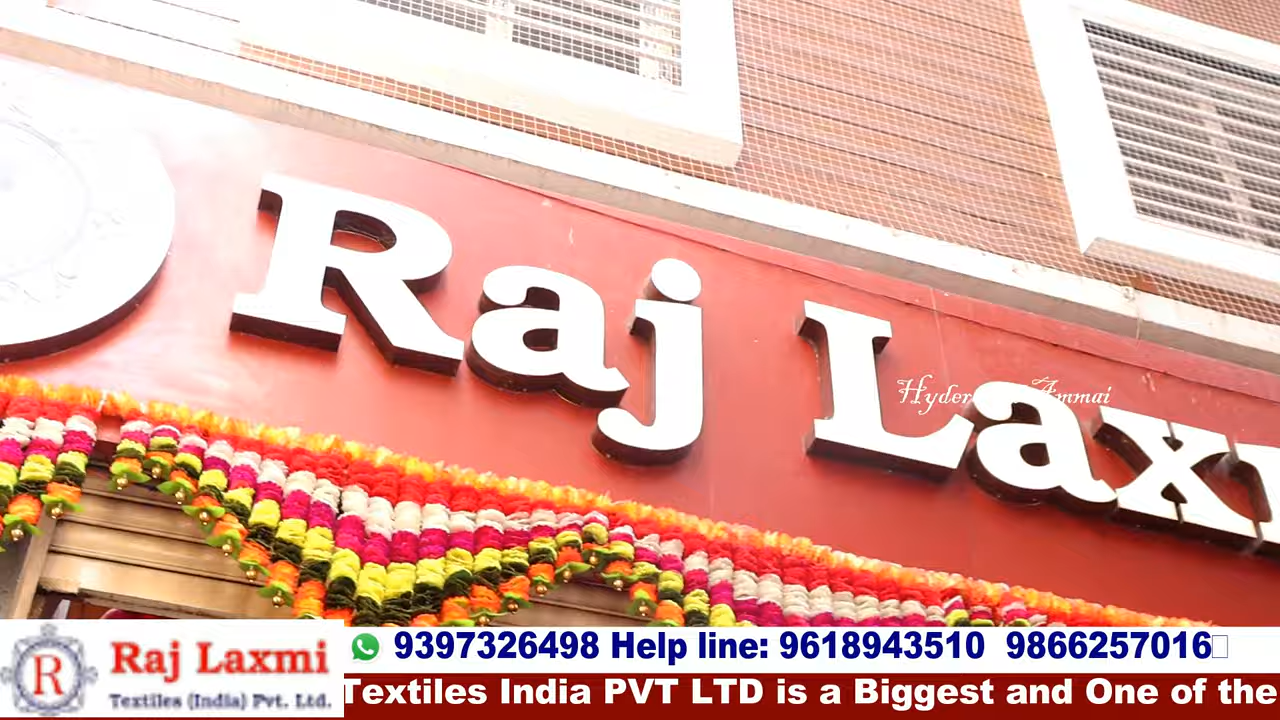 Raj Lax
Hyder Ammai
R
Raj Laxmi
Textiles (India) Pvt. Ltd.
9397326498 Help line: 9618943510 9866257016
Textiles India PVT LTD is a Biggest and One of the